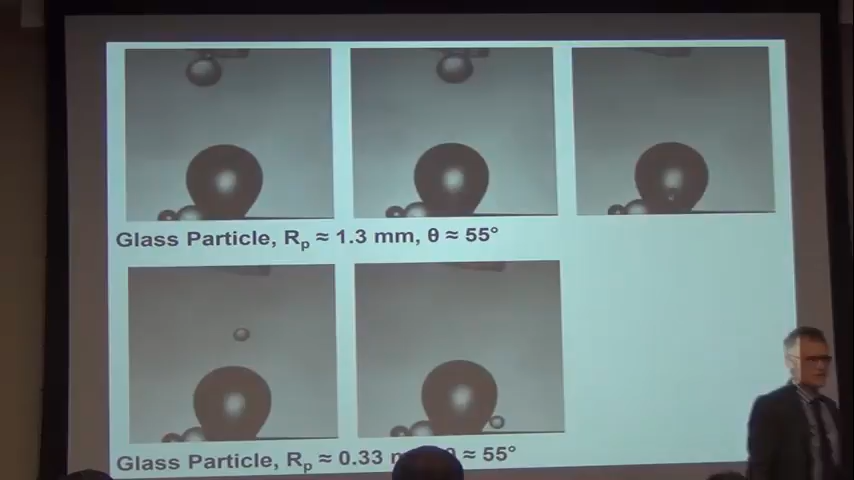 Glass Particle, Rp ≈ 1.3 mm, θ ≈ 55°
Glass Particle, Rp ≈ 0.33 ≈ 55°